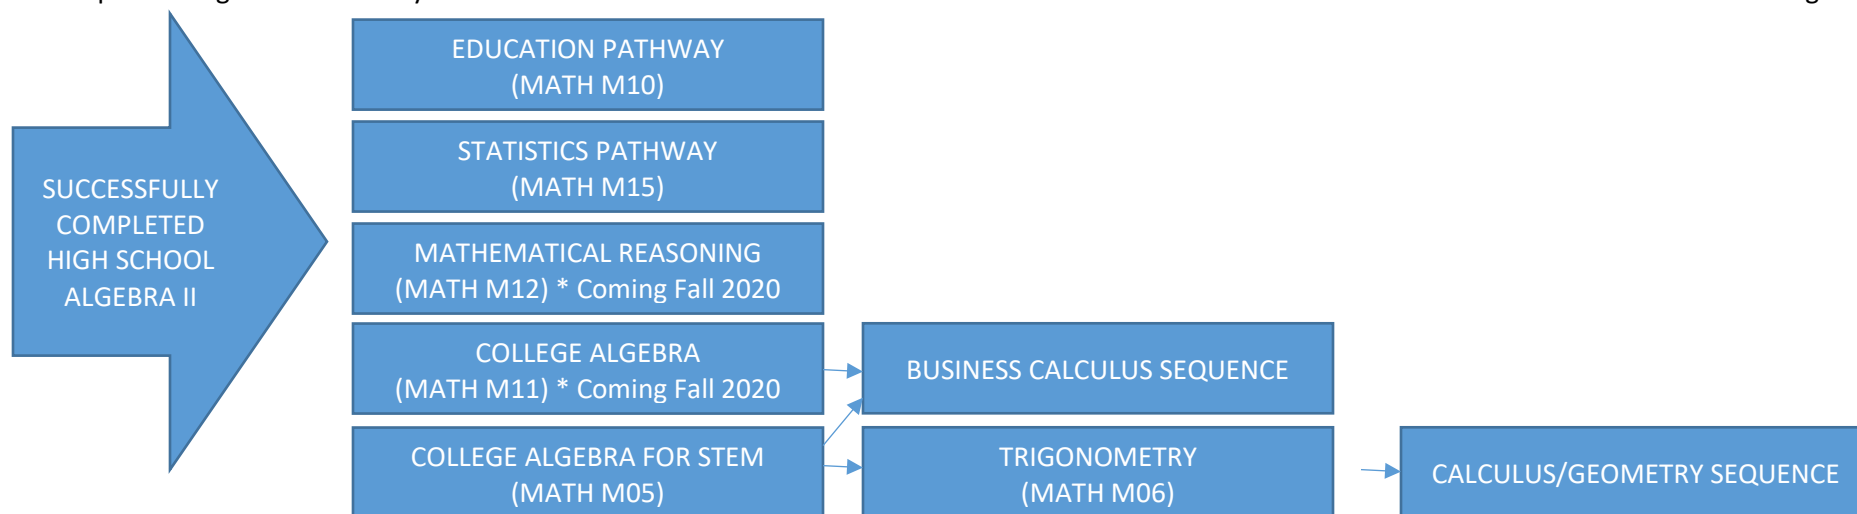 SUCCESSFULLY
COMPLETED
HIGH SCHOOL
ALGEBRA II
EDUCATION PATHWAY
(MATH M10)
STATISTICS PATHWAY
(MATH M15)
MATHEMATICAL REASONING
(MATH M12) * Coming Fall 2020
COLLEGE ALGEBRA
(MATH M11) * Coming Fall 2020
BUSINESS CALCULUS SEQUENCE
COLLEGE ALGEBRA FOR STEM
(MATH M05)
TRIGONOMETRY
(MATH M06)
CALCULUS/GEOMETRY SEQUENCE